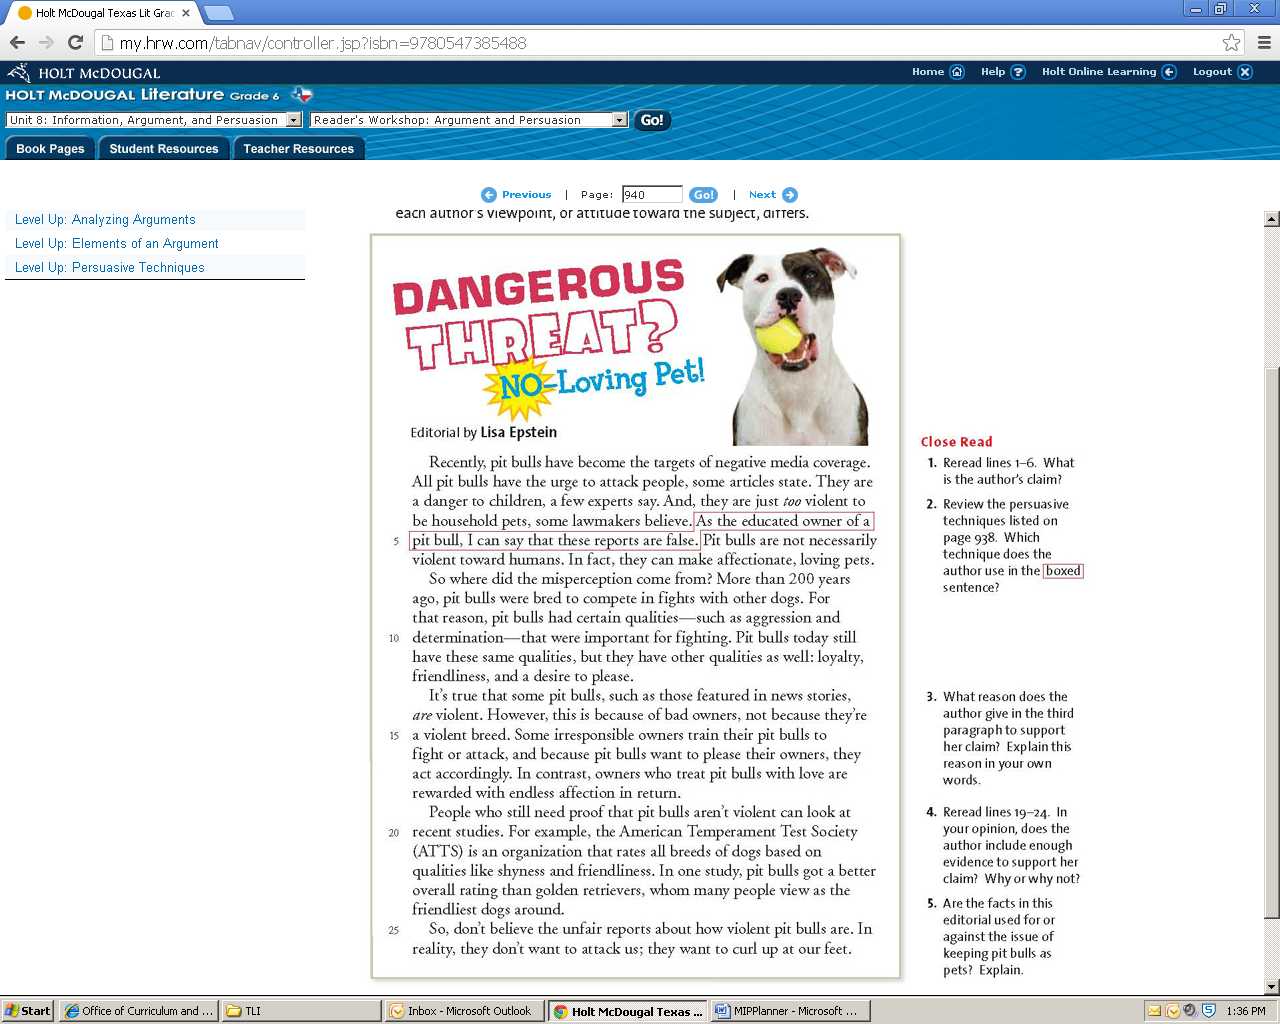 Holt McDougal Texas Lit Grad
my.hrw.com/tabnav/controller.jsp?isbn=9780547385488
HOLT MCDOUGAL
Home
Help ?
Holt Online Learning
Logout
HOLT McDOUGAL Literature Grade 6
Unit 8: Information, Argument, and Persuasion
Reader's Workshop: Argument and Persuasion
Go!
Book Pages
Student Resources
Teacher Resources
Previous | Page: 940 Go! | Next
Level Up: Analyzing Arguments
Level Up: Elements of an Argument
Level Up: Persuasive Techniques
each author's viewpoint, or attitude toward the subject, differs.
DANGEROUS
THREAT?
NO–Loving Pet!
Editorial by Lisa Epstein
Recently, pit bulls have become the targets of negative media coverage.
All pit bulls have the urge to attack people, some articles state. They are
a danger to children, a few experts say. And, they are just too violent to
be household pets, some lawmakers believe. As the educated owner of a
5 pit bull, I can say that these reports are false. Pit bulls are not necessarily
violent toward humans. In fact, they can make affectionate, loving pets.
So where did the misperception come from? More than 200 years
ago, pit bulls were bred to compete in fights with other dogs. For
that reason, pit bulls had certain qualities—such as aggression and
10 determination—that were important for fighting. Pit bulls today still
have these same qualities, but they have other qualities as well: loyalty,
friendliness, and a desire to please.
It's true that some pit bulls, such as those featured in news stories,
are violent. However, this is because of bad owners, not because they're
15 a violent breed. Some irresponsible owners train their pit bulls to
fight or attack, and because pit bulls want to please their owners, they
act accordingly. In contrast, owners who treat pit bulls with love are
rewarded with endless affection in return.
People who still need proof that pit bulls aren't violent can look at
20 recent studies. For example, the American Temperament Test Society
(ATTS) is an organization that rates all breeds of dogs based on
qualities like shyness and friendliness. In one study, pit bulls got a better
overall rating than golden retrievers, whom many people view as the
friendliest dogs around.
25 So, don't believe the unfair reports about how violent pit bulls are. In
reality, they don't want to attack us; they want to curl up at our feet.
Close Read
1. Reread lines 1–6. What
is the author's claim?
2. Review the persuasive
techniques listed on
page 938. Which
technique does the
author use in the boxed
sentence?
3. What reason does the
author give in the third
paragraph to support
her claim? Explain this
reason in your own
words.
4. Reread lines 19–24. In
your opinion, does the
author include enough
evidence to support her
claim? Why or why not?
5. Are the facts in this
editorial used for or
against the issue of
keeping pit bulls as
pets? Explain.
Start
Office of Curriculum and ...
TLI
Inbox - Microsoft Outlook
Holt McDougal Texas ...
MIPPlanner - Microsoft ...
1:36 PM